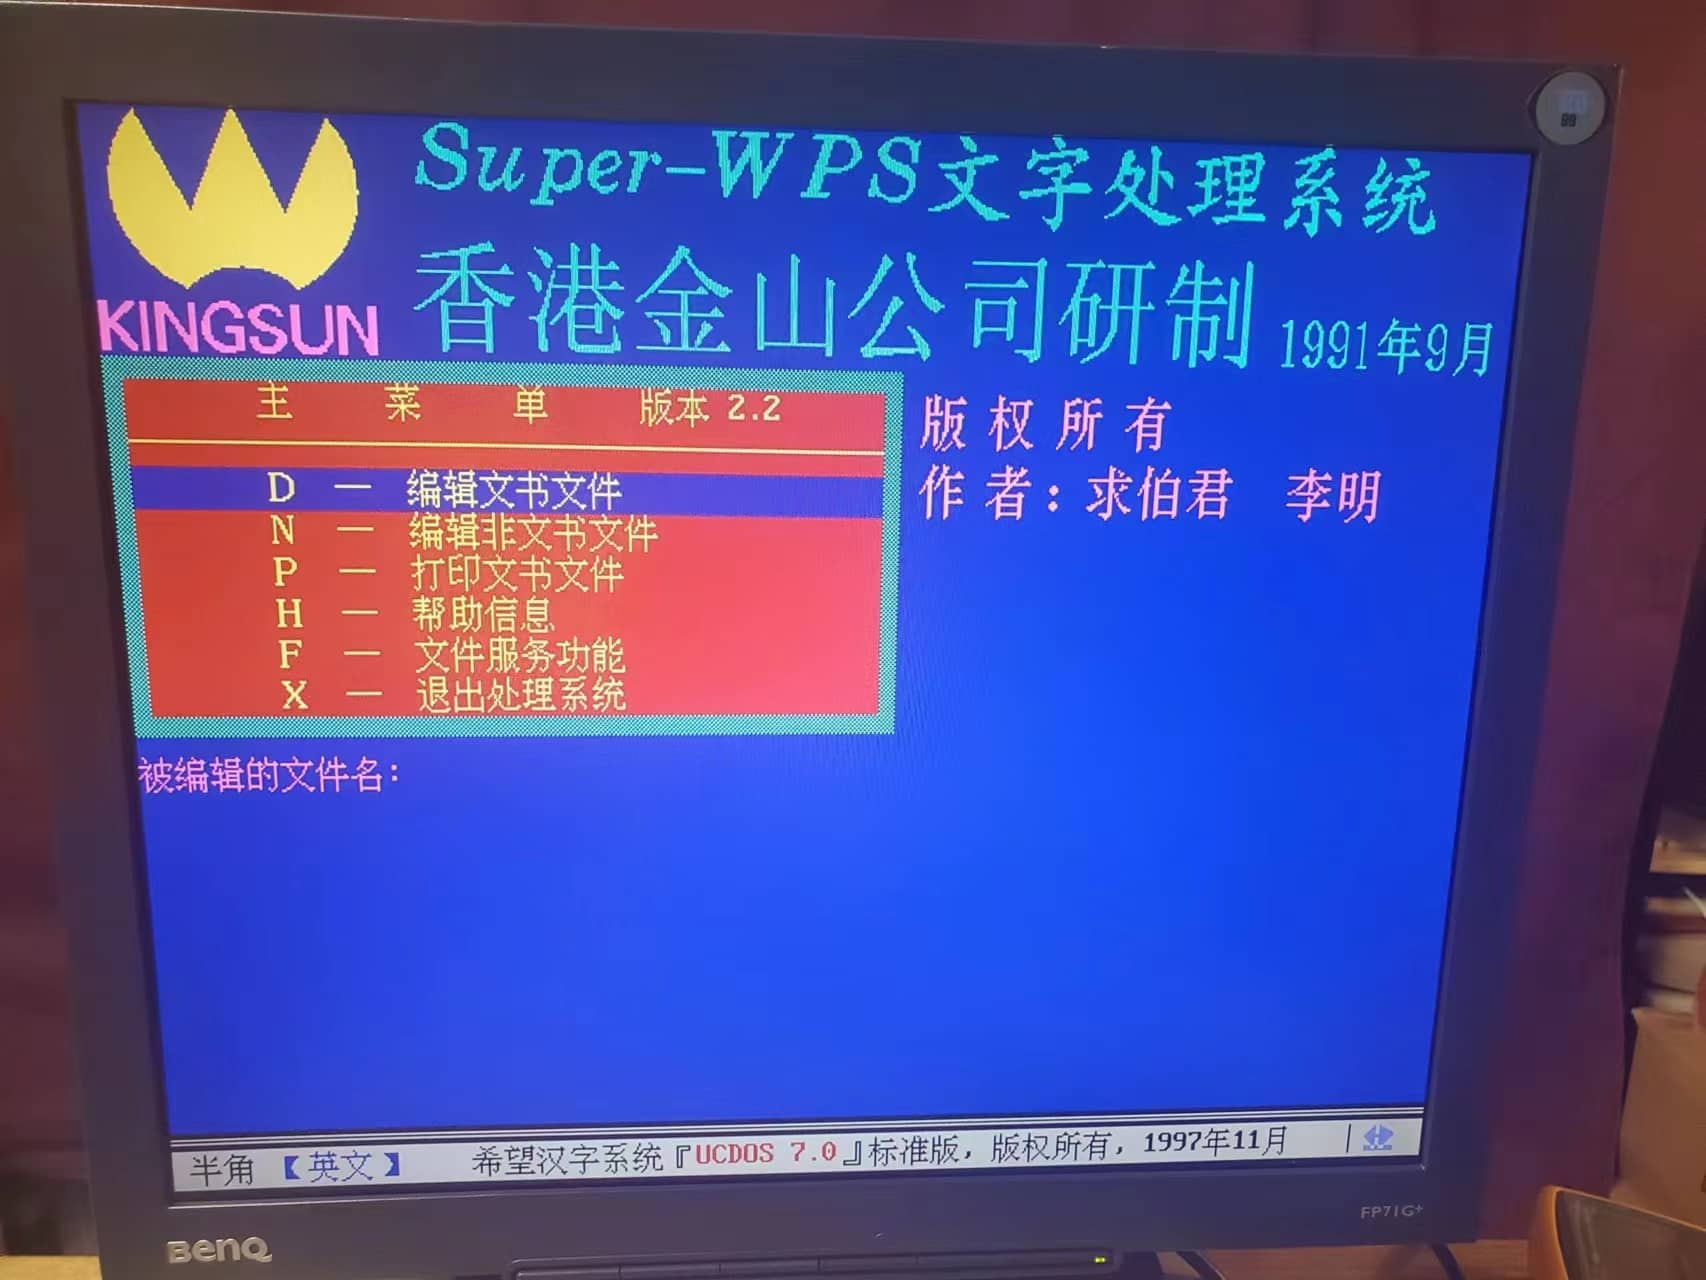 Super-WPS文字处理系统
KINGSUN
香港金山公司研制 1991年9月
主 菜 单 版本 2.2
D — 编辑文书文件
N — 编辑非文书文件
P — 打印文书文件
H — 帮助信息
F — 文件服务功能
X — 退出处理系统
版权所有
作者：求伯君 李明
被编辑的文件名：
半角 【英文】 希望汉字系统『UCDOS 7.0』标准版，版权所有，1997年11月
BenQ
FP71G+